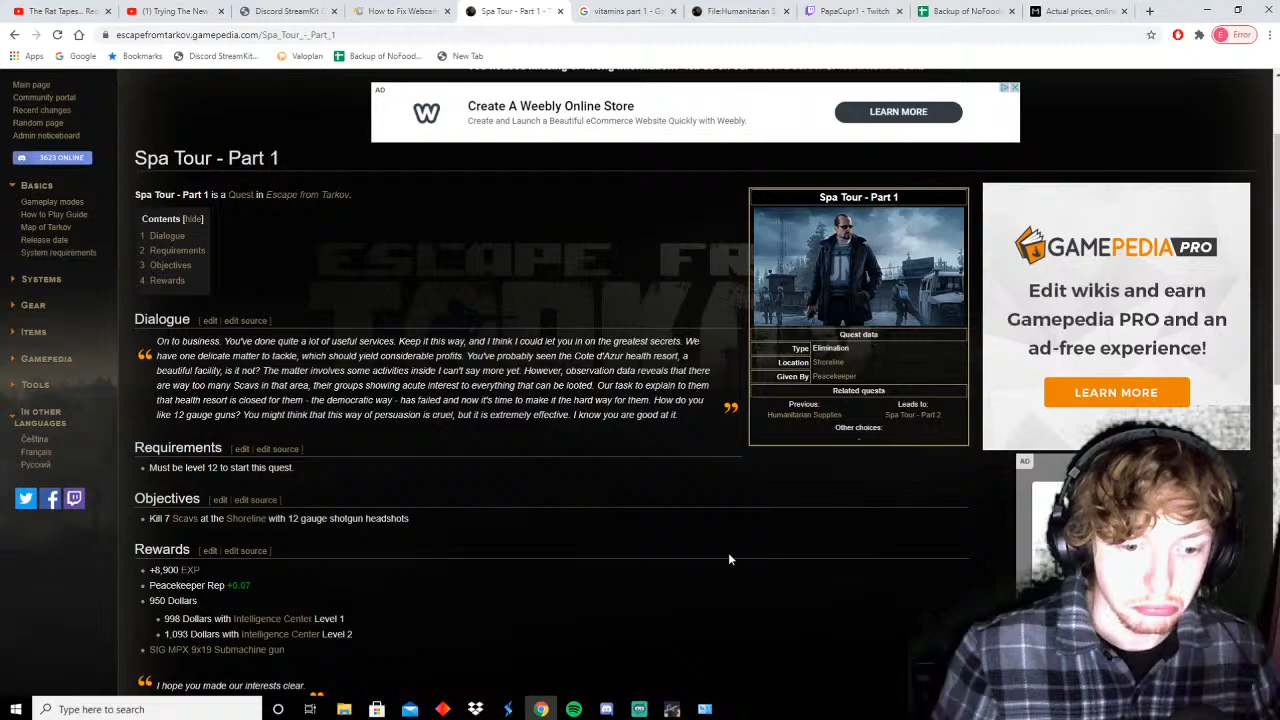 The Rat Tapes... Rec
(1) Trying The New
Discord StreamKit C
How to Fix Webcam
Spa Tour - Part 1 - T
vitamins part 1 - Go
File:Humanitarian S
PapaCupr1 - Twitch
Backup of NoFood
Actual prices, online
escapefromtarkov.gamepedia.com/Spa_Tour_-_Part_1
Error
Apps
Google
Bookmarks
Discord StreamKit...
Valoplan
Backup of NoFoo...
New Tab
Main page
Community portal
Recent changes
Random page
Admin noticeboard
3623 ONLINE
BASICS
Gameplay modes
How to Play Guide
Map of Tarkov
Release date
System requirements
SYSTEMS
GEAR
ITEMS
GAMEPEDIA
TOOLS
IN OTHER LANGUAGES
Čeština
Français
Русский
AD
Create A Weebly Online Store
Create and Launch a Beautiful eCommerce Website Quickly with Weebly.
LEARN MORE
Spa Tour - Part 1
Spa Tour - Part 1 is a Quest in Escape from Tarkov.
Contents [hide]
1 Dialogue
2 Requirements
3 Objectives
4 Rewards
Dialogue [ edit | edit source ]
On to business. You've done quite a lot of useful services. Keep it this way, and I think I could let you in on the greatest secrets. We
have one delicate matter to tackle, which should yield considerable profits. You've probably seen the Cote d'Azur health resort, a
beautiful facility, is it not? The matter involves some activities inside I can't say more yet. However, observation data reveals that there
are way too many Scavs in that area, their groups showing acute interest to everything that can be looted. Our task to explain to them
that health resort is closed for them - the democratic way - has failed and now it's time to make it the hard way for them. How do you
like 12 gauge guns? You might think that this way of persuasion is cruel, but it is extremely effective. I know you are good at it.
Requirements [ edit | edit source ]
Must be level 12 to start this quest.
Objectives [ edit | edit source ]
Kill 7 Scavs at the Shoreline with 12 gauge shotgun headshots
Rewards [ edit | edit source ]
+8,900 EXP
Peacekeeper Rep +0.07
950 Dollars
998 Dollars with Intelligence Center Level 1
1,093 Dollars with Intelligence Center Level 2
SIG MPX 9x19 Submachine gun
I hope you made our interests clear.
Spa Tour - Part 1
Quest data
Type Elimination
Location Shoreline
Given By Peacekeeper
Related quests
Previous: Leads to:
Humanitarian Supplies Spa Tour - Part 2
Other choices:
-
GAMEPEDIA PRO
Edit wikis and earn
Gamepedia PRO and an
ad-free experience!
LEARN MORE
AD
Type here to search